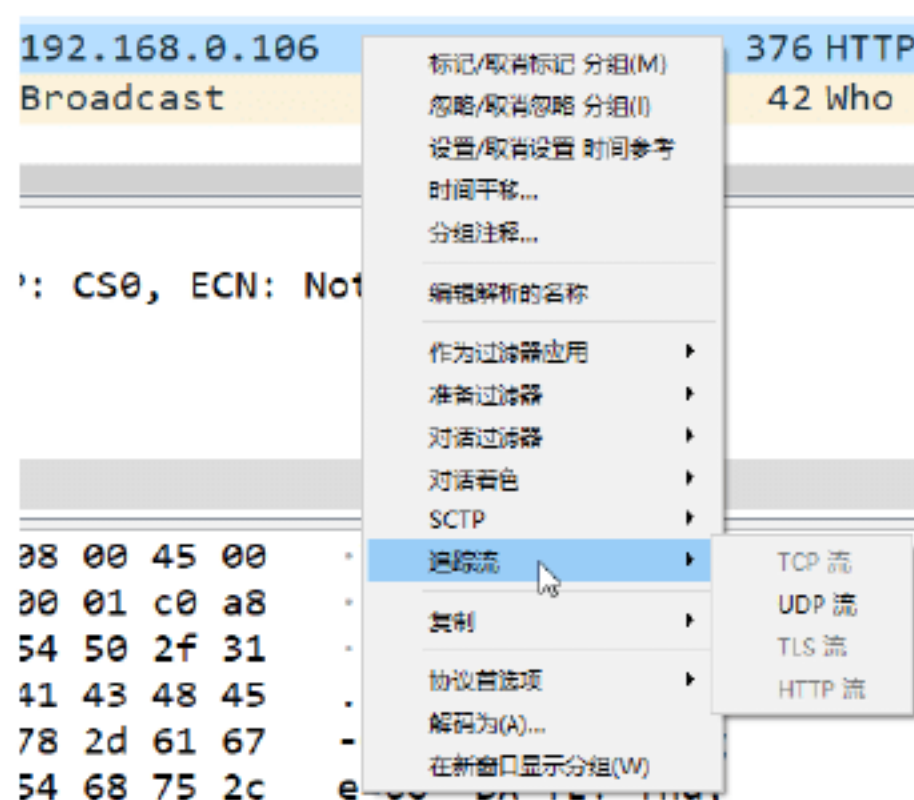 192.168.0.106 376 HTTP
Broadcast 42 Who
标记/取消标记 分组(M)
忽略/取消忽略 分组(I)
设置/取消设置 时间参考
时间平移...
分组注释...
: CS0, ECN: Not
编辑解析的名称
作为过滤器应用
准备过滤器
对话过滤器
对话着色
SCTP
追踪流
TCP 流
UDP 流
TLS 流
HTTP 流
复制
协议首选项
解码为(A)...
在新窗口显示分组(W)
08 00 45 00
00 01 c0 a8
54 50 2f 31
41 43 48 45
78 2d 61 67
54 68 75 2c